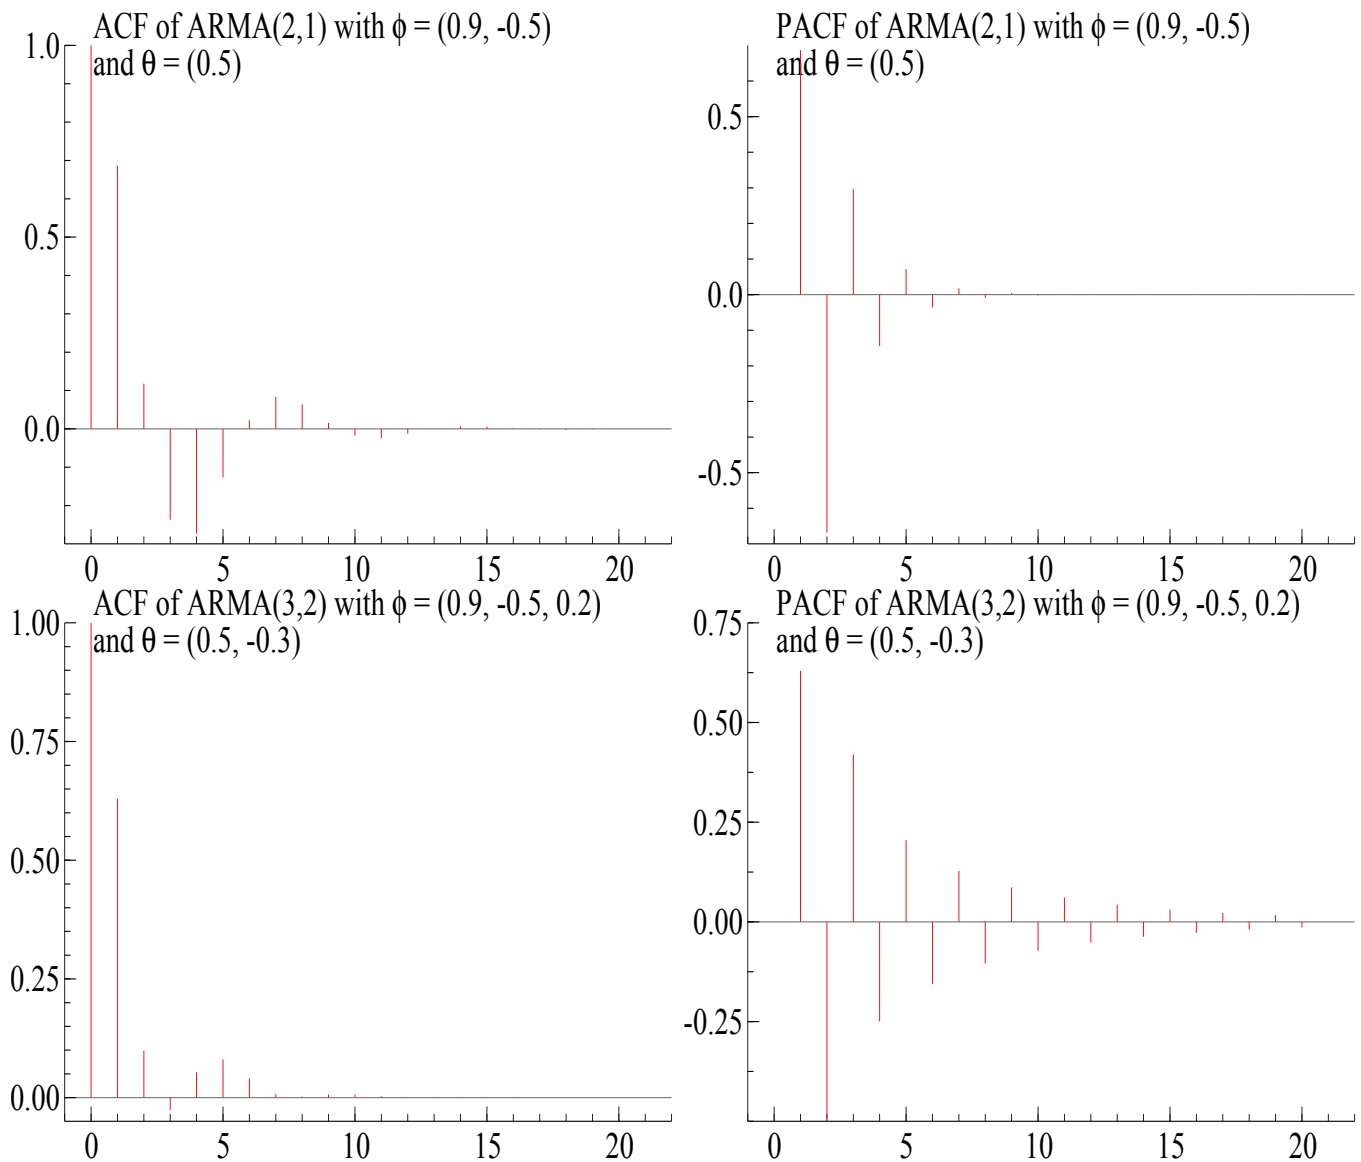 ACF of ARMA(2,1) with ϕ = (0.9, -0.5)
and θ = (0.5)
1.0
0.5
0.0
0 5 10 15 20
PACF of ARMA(2,1) with ϕ = (0.9, -0.5)
and θ = (0.5)
0.5
0.0
-0.5
0 5 10 15 20
ACF of ARMA(3,2) with ϕ = (0.9, -0.5, 0.2)
and θ = (0.5, -0.3)
1.00
0.75
0.50
0.25
0.00
0 5 10 15 20
PACF of ARMA(3,2) with ϕ = (0.9, -0.5, 0.2)
and θ = (0.5, -0.3)
0.75
0.50
0.25
0.00
-0.25
0 5 10 15 20